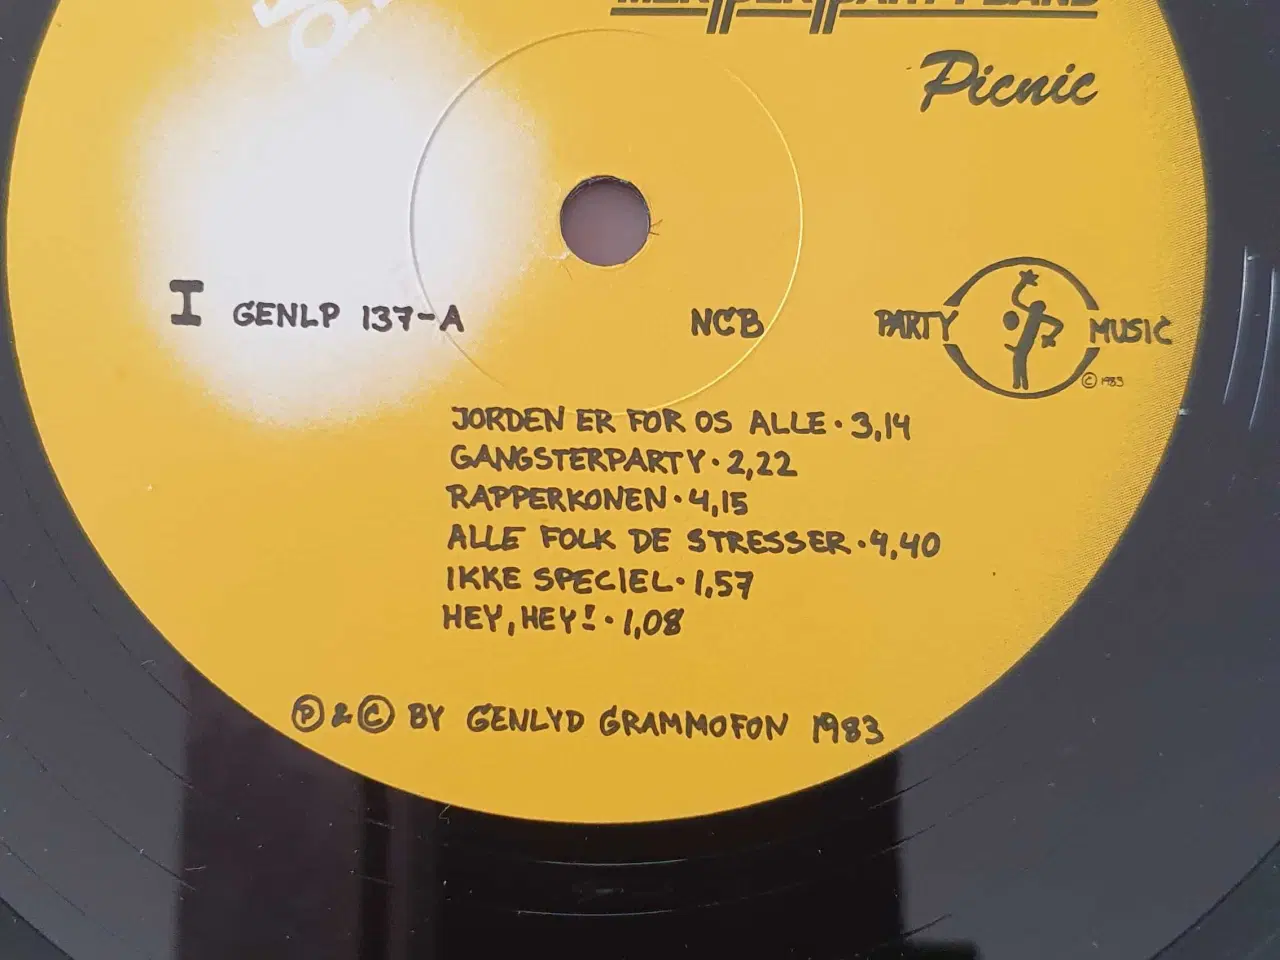 Picnic
I GENLP 137-A NCB
PARTY MUSIC
© 1983
JORDEN ER FOR OS ALLE · 3,14
GANGSTERPARTY · 2,22
RAPPERKONEN · 4,15
ALLE FOLK DE STRESSER · 4,40
IKKE SPECIEL · 1,57
HEY, HEY! · 1,08
℗ & © BY GENLYD GRAMMOFON 1983